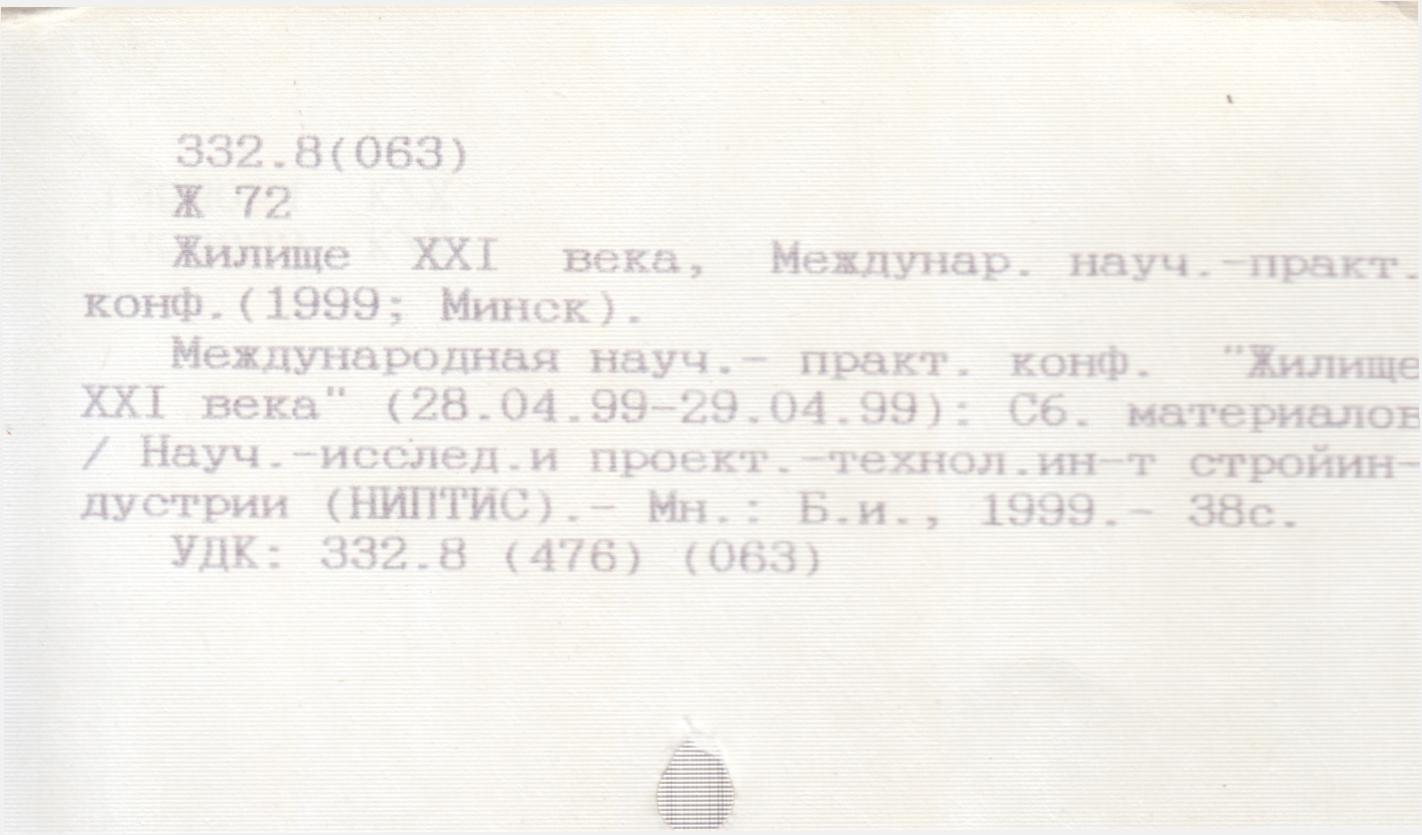 332.8(063)
Ж 72
Жилище XXI века, Междунар. науч.-практ.
конф.(1999; Минск).
Международная науч.- практ. конф. "Жилище
XXI века" (28.04.99-29.04.99): Сб. материалов
/ Науч.-исслед.и проект.-технол.ин-т стройин-
дустрии (НИПТИС).- Мн.: Б.и., 1999.- 38с.
УДК: 332.8 (476) (063)